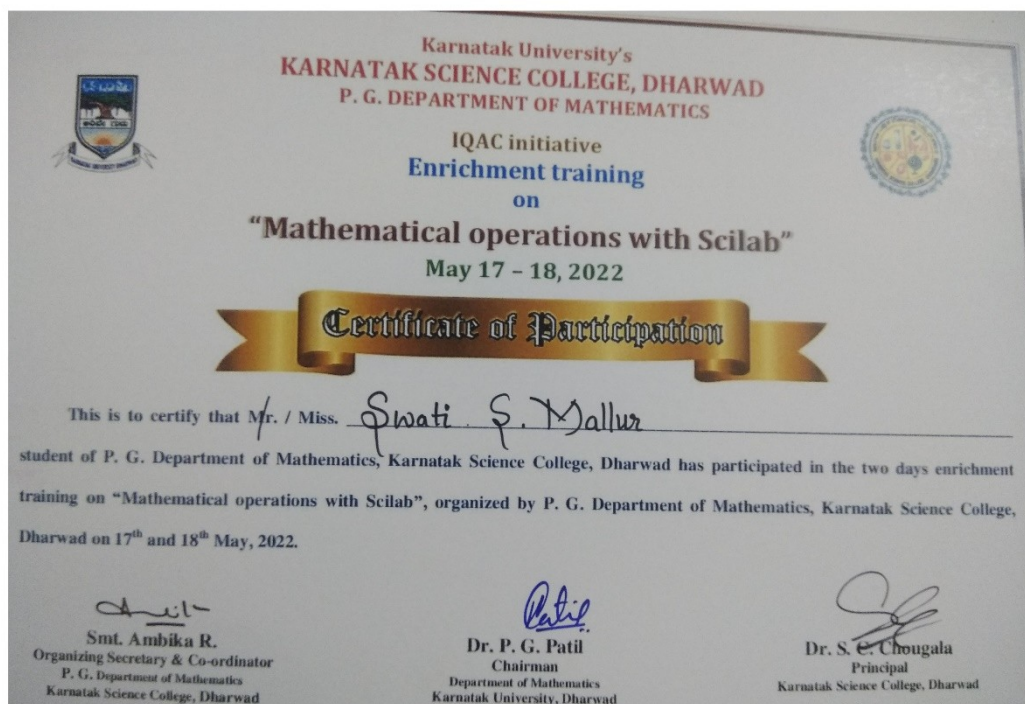 Karnatak University's
KARNATAK SCIENCE COLLEGE, DHARWAD
P. G. DEPARTMENT OF MATHEMATICS
IQAC initiative
Enrichment training
on
“Mathematical operations with Scilab”
May 17 – 18, 2022
Certificate of Participation
This is to certify that Mr. / Miss. Swati S. Mallur
student of P. G. Department of Mathematics, Karnatak Science College, Dharwad has participated in the two days enrichment
training on “Mathematical operations with Scilab”, organized by P. G. Department of Mathematics, Karnatak Science College,
Dharwad on 17th and 18th May, 2022.
Patil
Smt. Ambika R.
Organizing Secretary & Co-ordinator
P. G. Department of Mathematics
Karnatak Science College, Dharwad
Dr. P. G. Patil
Chairman
Department of Mathematics
Karnatak University, Dharwad
Dr. S. C. Chougala
Principal
Karnatak Science College, Dharwad